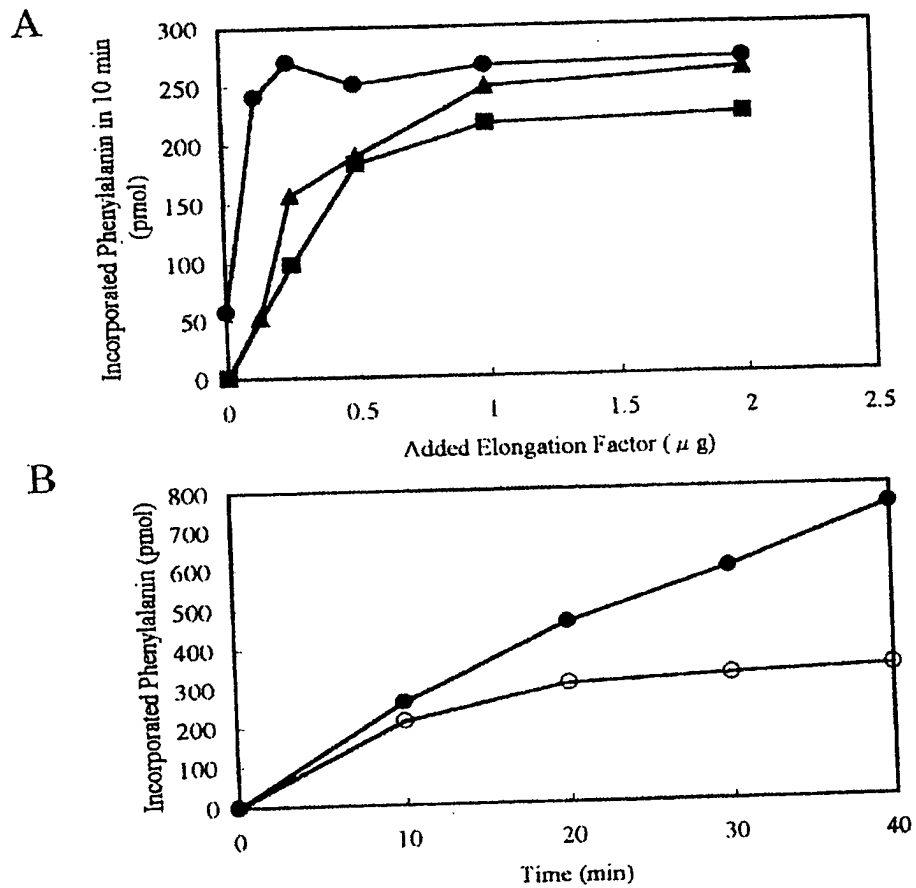 A
Incorporated Phenylalanin in 10 min
(pmol)
300
250
200
150
100
50
0
0 0.5 1 1.5 2 2.5
Added Elongation Factor ( μ g)
B
Incorporated Phenylalanin (pmol)
800
700
600
500
400
300
200
100
0
0 10 20 30 40
Time (min)